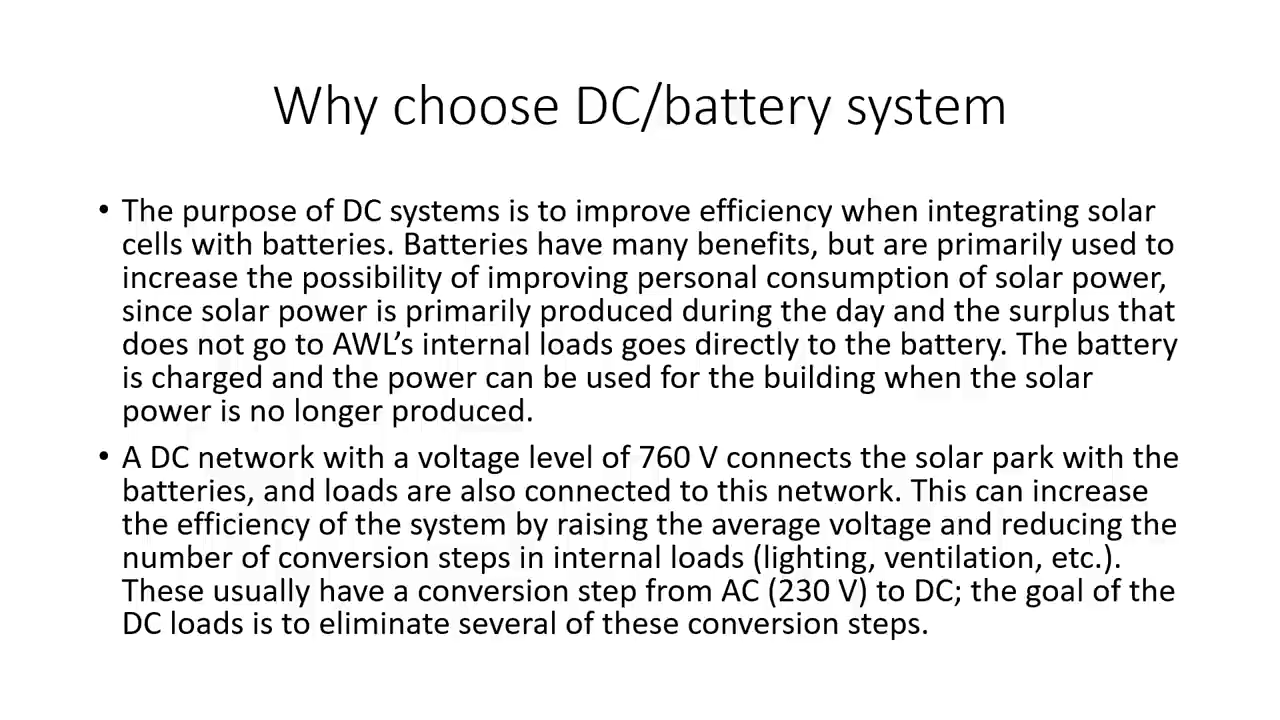 Why choose DC/battery system
• The purpose of DC systems is to improve efficiency when integrating solar
cells with batteries. Batteries have many benefits, but are primarily used to
increase the possibility of improving personal consumption of solar power,
since solar power is primarily produced during the day and the surplus that
does not go to AWL’s internal loads goes directly to the battery. The battery
is charged and the power can be used for the building when the solar
power is no longer produced.
• A DC network with a voltage level of 760 V connects the solar park with the
batteries, and loads are also connected to this network. This can increase
the efficiency of the system by raising the average voltage and reducing the
number of conversion steps in internal loads (lighting, ventilation, etc.).
These usually have a conversion step from AC (230 V) to DC; the goal of the
DC loads is to eliminate several of these conversion steps.